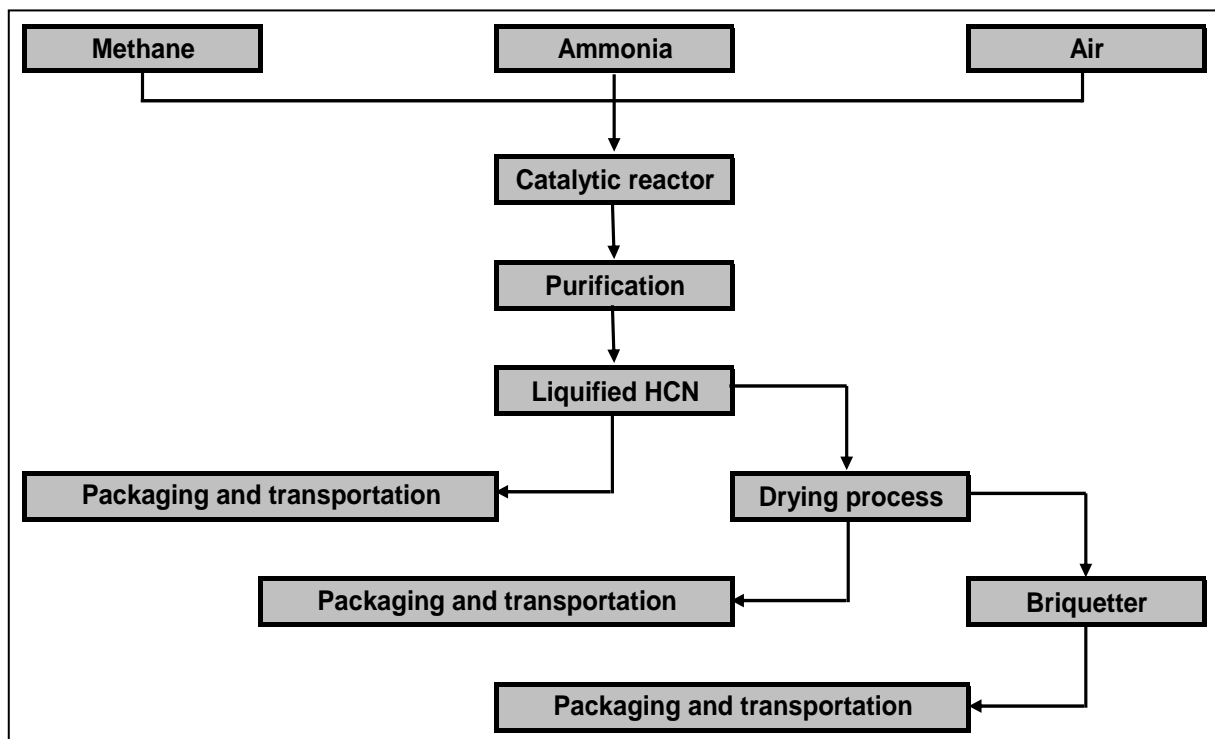 Methane
Ammonia
Air
Catalytic reactor
Purification
Liquified HCN
Packaging and transportation
Drying process
Packaging and transportation
Briquetter
Packaging and transportation